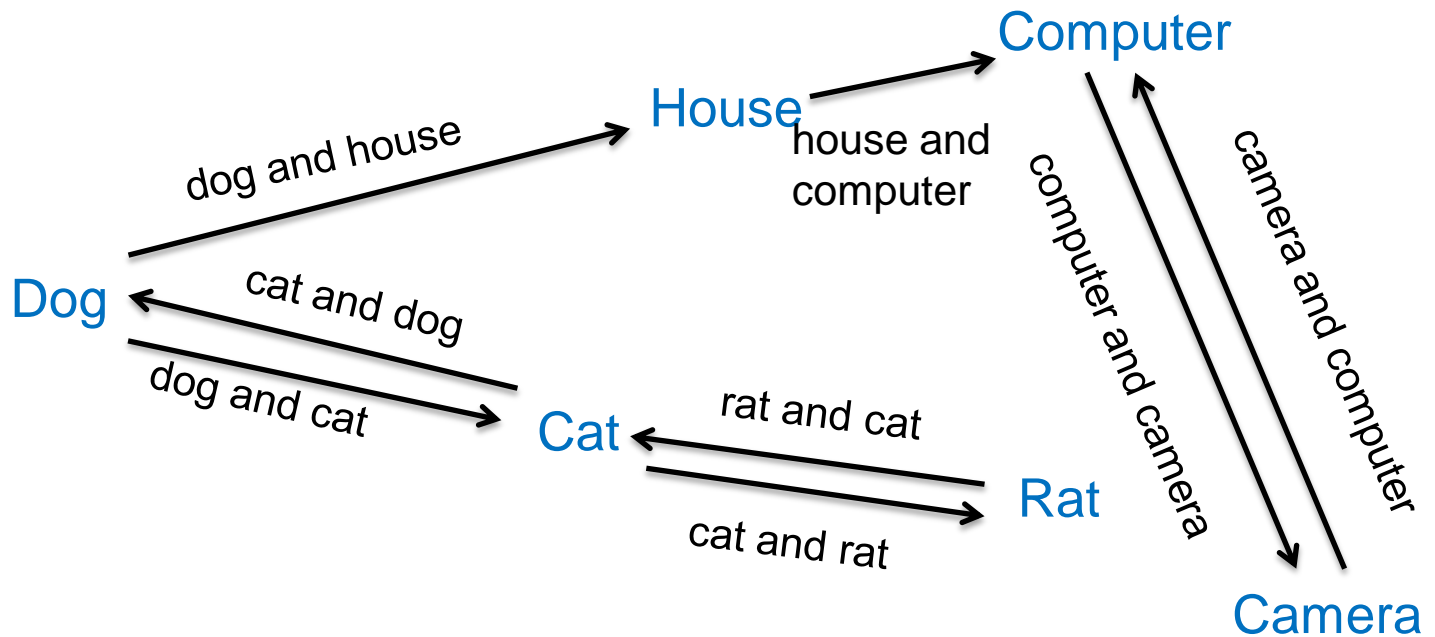 Computer
House
dog and house
house and
computer
computer and camera
camera and computer
Dog
cat and dog
dog and cat
Cat
rat and cat
cat and rat
Rat
Camera